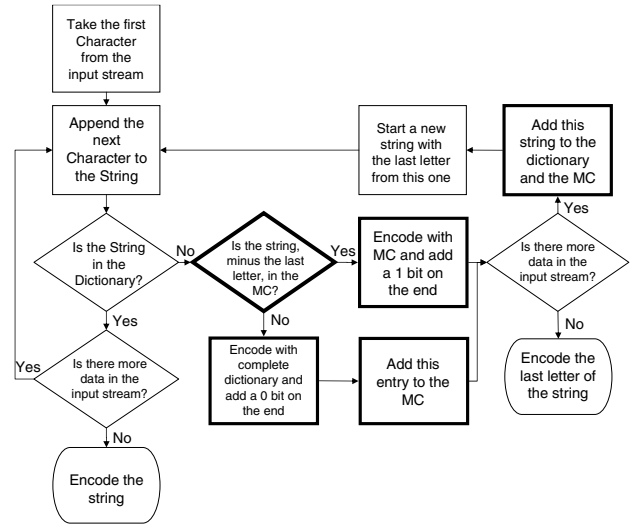 Take the first
Character
from the
input stream
Append the
next
Character to
the String
Start a new
string with
the last letter
from this one
Add this
string to the
dictionary
and the MC
Yes
Is the String
in the
Dictionary?
No
Is the string,
minus the last
letter, in the
MC?
Yes
Encode with
MC and add
a 1 bit on
the end
Is there more
data in the
input stream?
Yes
No
No
Yes
Is there more
data in the
input stream?
Encode with
complete
dictionary and
add a 0 bit on
the end
Add this
entry to the
MC
Encode the
last letter of
the string
No
Encode the
string